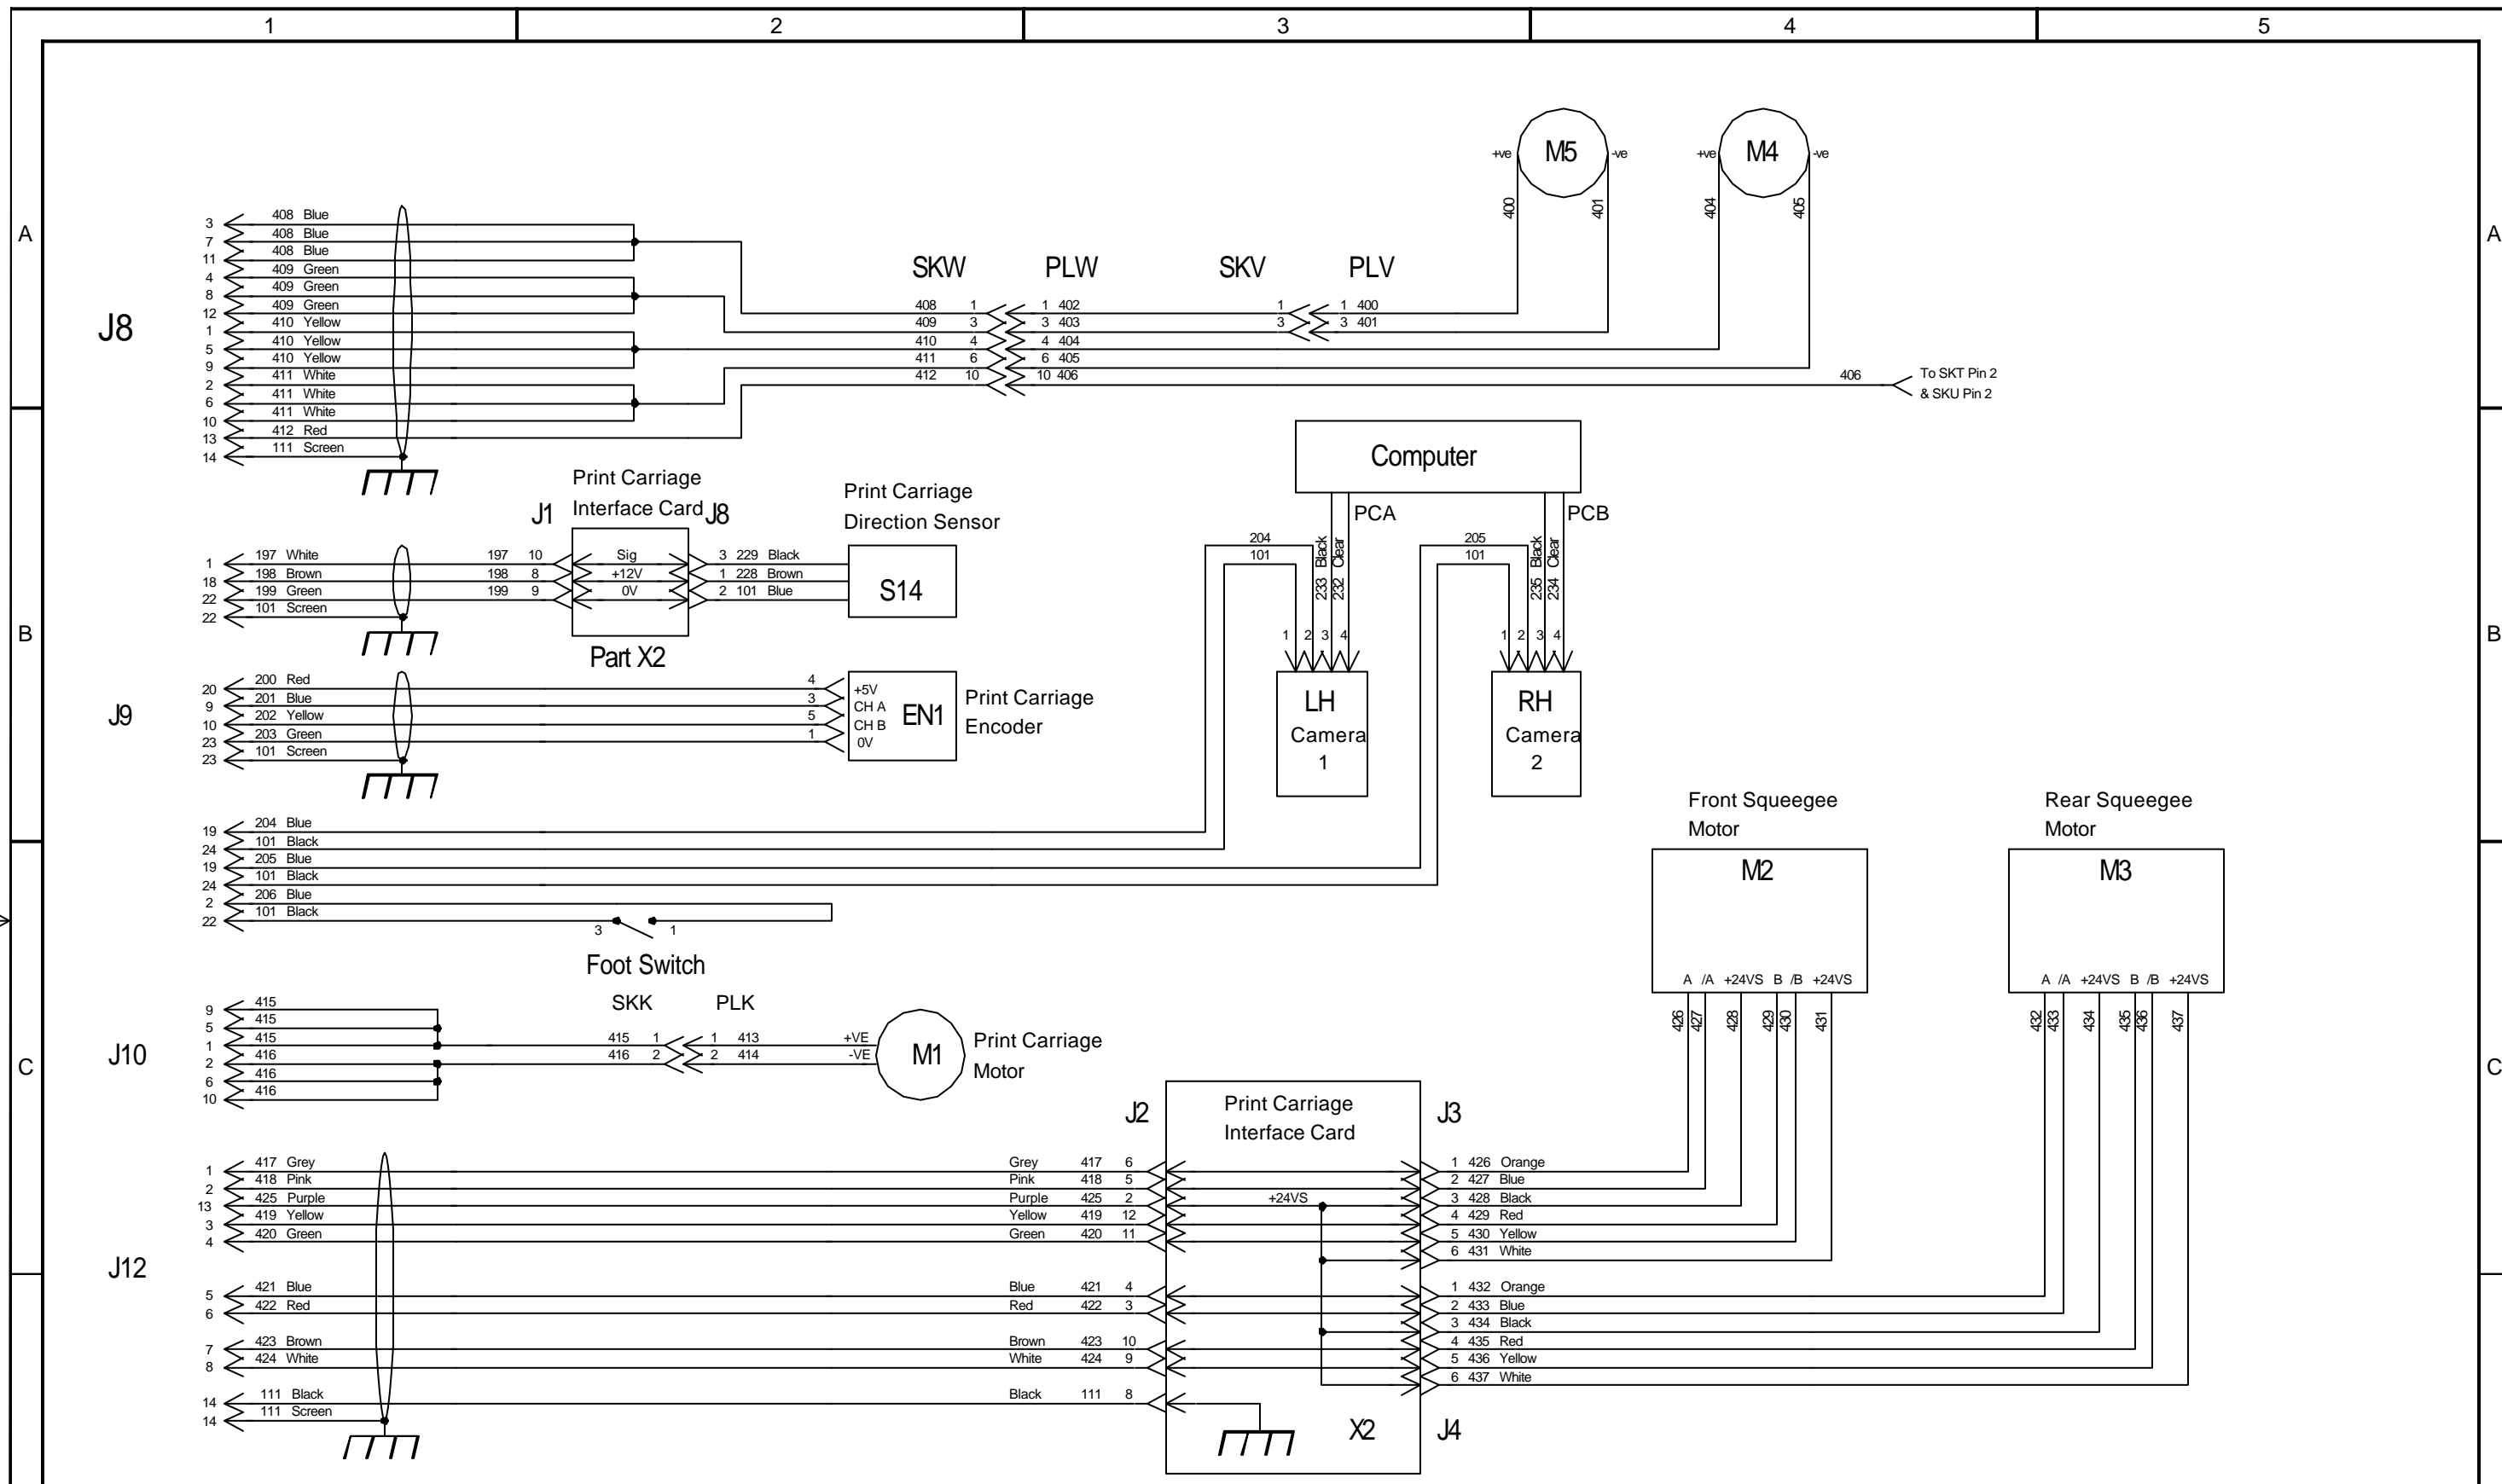 1 2 3 4 5
A A
B B
C C
M5
+ve -ve
400 401
M4
+ve -ve
404 405
J8
3 408 Blue
7 408 Blue
11 408 Blue
4 409 Green
8 409 Green
12 409 Green
1 410 Yellow
5 410 Yellow
9 410 Yellow
2 411 White
6 411 White
10 411 White
13 412 Red
14 111 Screen
SKW PLW SKV PLV
408 1 1 402 1 1 400
409 3 3 403 3 3 401
410 4 4 404
411 6 6 405
412 10 10 406 406
To SKT Pin 2
& SKU Pin 2
Print Carriage
Interface Card
J1 J8
1 197 White 197 10 Sig 3 229 Black
18 198 Brown 198 8 +12V 1 228 Brown
22 199 Green 199 9 0V 2 101 Blue
22 101 Screen
Part X2
Print Carriage
Direction Sensor
S14
Computer
PCA PCB
204
101
233 Black
232 Clear
205
101
235 Black
234 Clear
1 2 3 4
1 2 3 4
LH
Camera
1
RH
Camera
2
J9
20 200 Red 4 +5V
9 201 Blue 3 CH A
10 202 Yellow 5 CH B
23 203 Green 1 0V
23 101 Screen
EN1
Print Carriage
Encoder
19 204 Blue
24 101 Black
19 205 Blue
24 101 Black
2 206 Blue
22 101 Black
3 1
Foot Switch
Front Squeegee
Motor
M2
A /A +24VS B /B +24VS
426 427 428 429 430 431
Rear Squeegee
Motor
M3
A /A +24VS B /B +24VS
432 433 434 435 436 437
J10
9 415
5 415
1 415
2 416
6 416
10 416
SKK PLK
415 1 1 413 +VE
416 2 2 414 -VE
M1
Print Carriage
Motor
J2
Print Carriage
Interface Card
J3
J12
1 417 Grey Grey 417 6 1 426 Orange
2 418 Pink Pink 418 5 2 427 Blue
13 425 Purple Purple 425 2 +24VS 3 428 Black
3 419 Yellow Yellow 419 12 4 429 Red
4 420 Green Green 420 11 5 430 Yellow
6 431 White
5 421 Blue Blue 421 4 1 432 Orange
6 422 Red Red 422 3 2 433 Blue
3 434 Black
7 423 Brown Brown 423 10 4 435 Red
8 424 White White 424 9 5 436 Yellow
6 437 White
14 111 Black Black 111 8
14 111 Screen
X2 J4